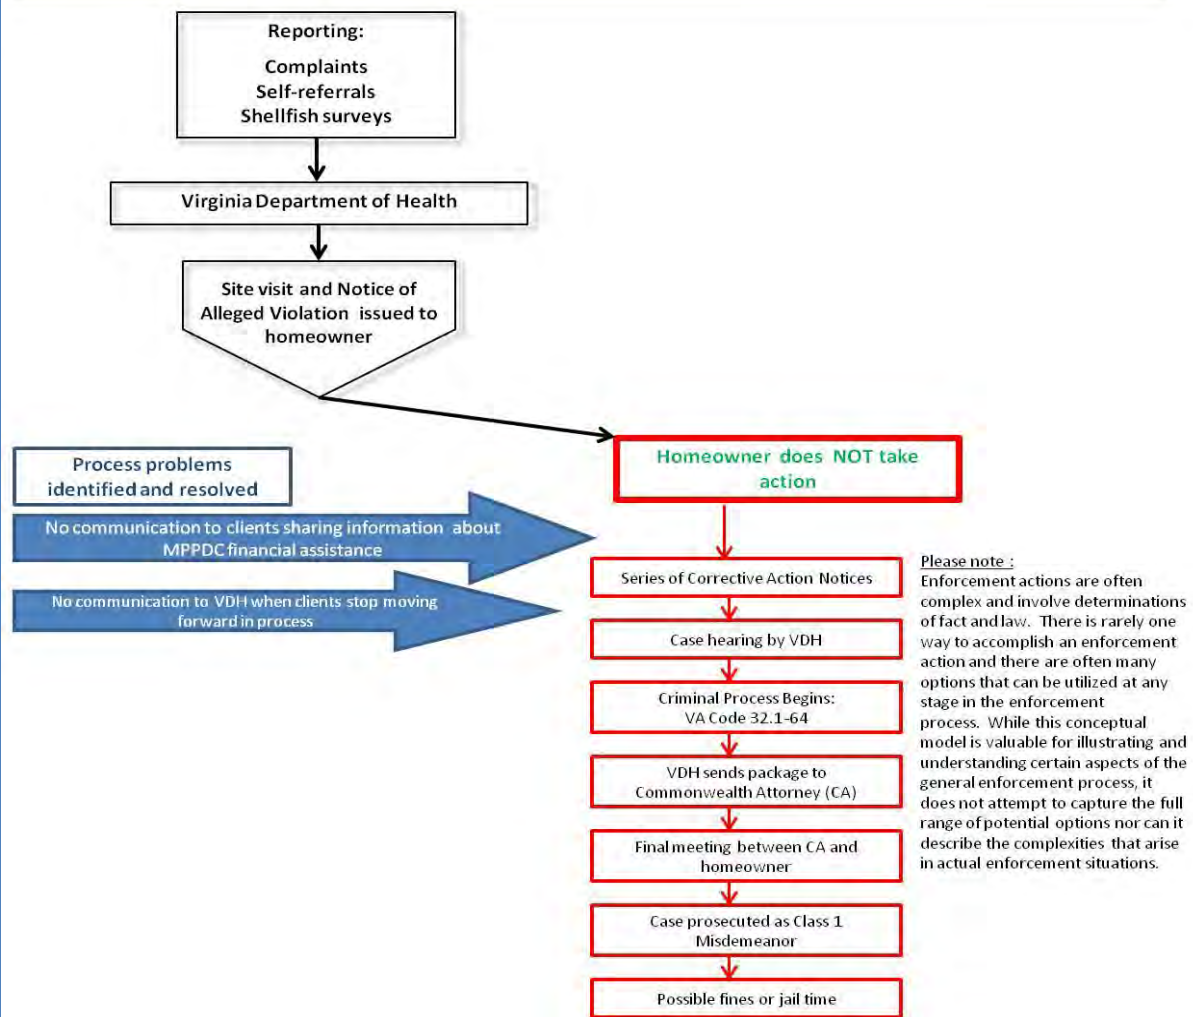 Reporting:
Complaints
Self-referrals
Shellfish surveys
Virginia Department of Health
Site visit and Notice of
Alleged Violation issued to
homeowner
Process problems
identified and resolved
No communication to clients sharing information about
MPPDC financial assistance
No communication to VDH when clients stop moving
forward in process
Homeowner does NOT take
action
Series of Corrective Action Notices
Case hearing by VDH
Criminal Process Begins:
VA Code 32.1-64
VDH sends package to
Commonwealth Attorney (CA)
Final meeting between CA and
homeowner
Case prosecuted as Class 1
Misdemeanor
Possible fines or jail time
Please note :
Enforcement actions are often
complex and involve determinations
of fact and law. There is rarely one
way to accomplish an enforcement
action and there are often many
options that can be utilized at any
stage in the enforcement
process. While this conceptual
model is valuable for illustrating and
understanding certain aspects of the
general enforcement process, it
does not attempt to capture the full
range of potential options nor can it
describe the complexities that arise
in actual enforcement situations.